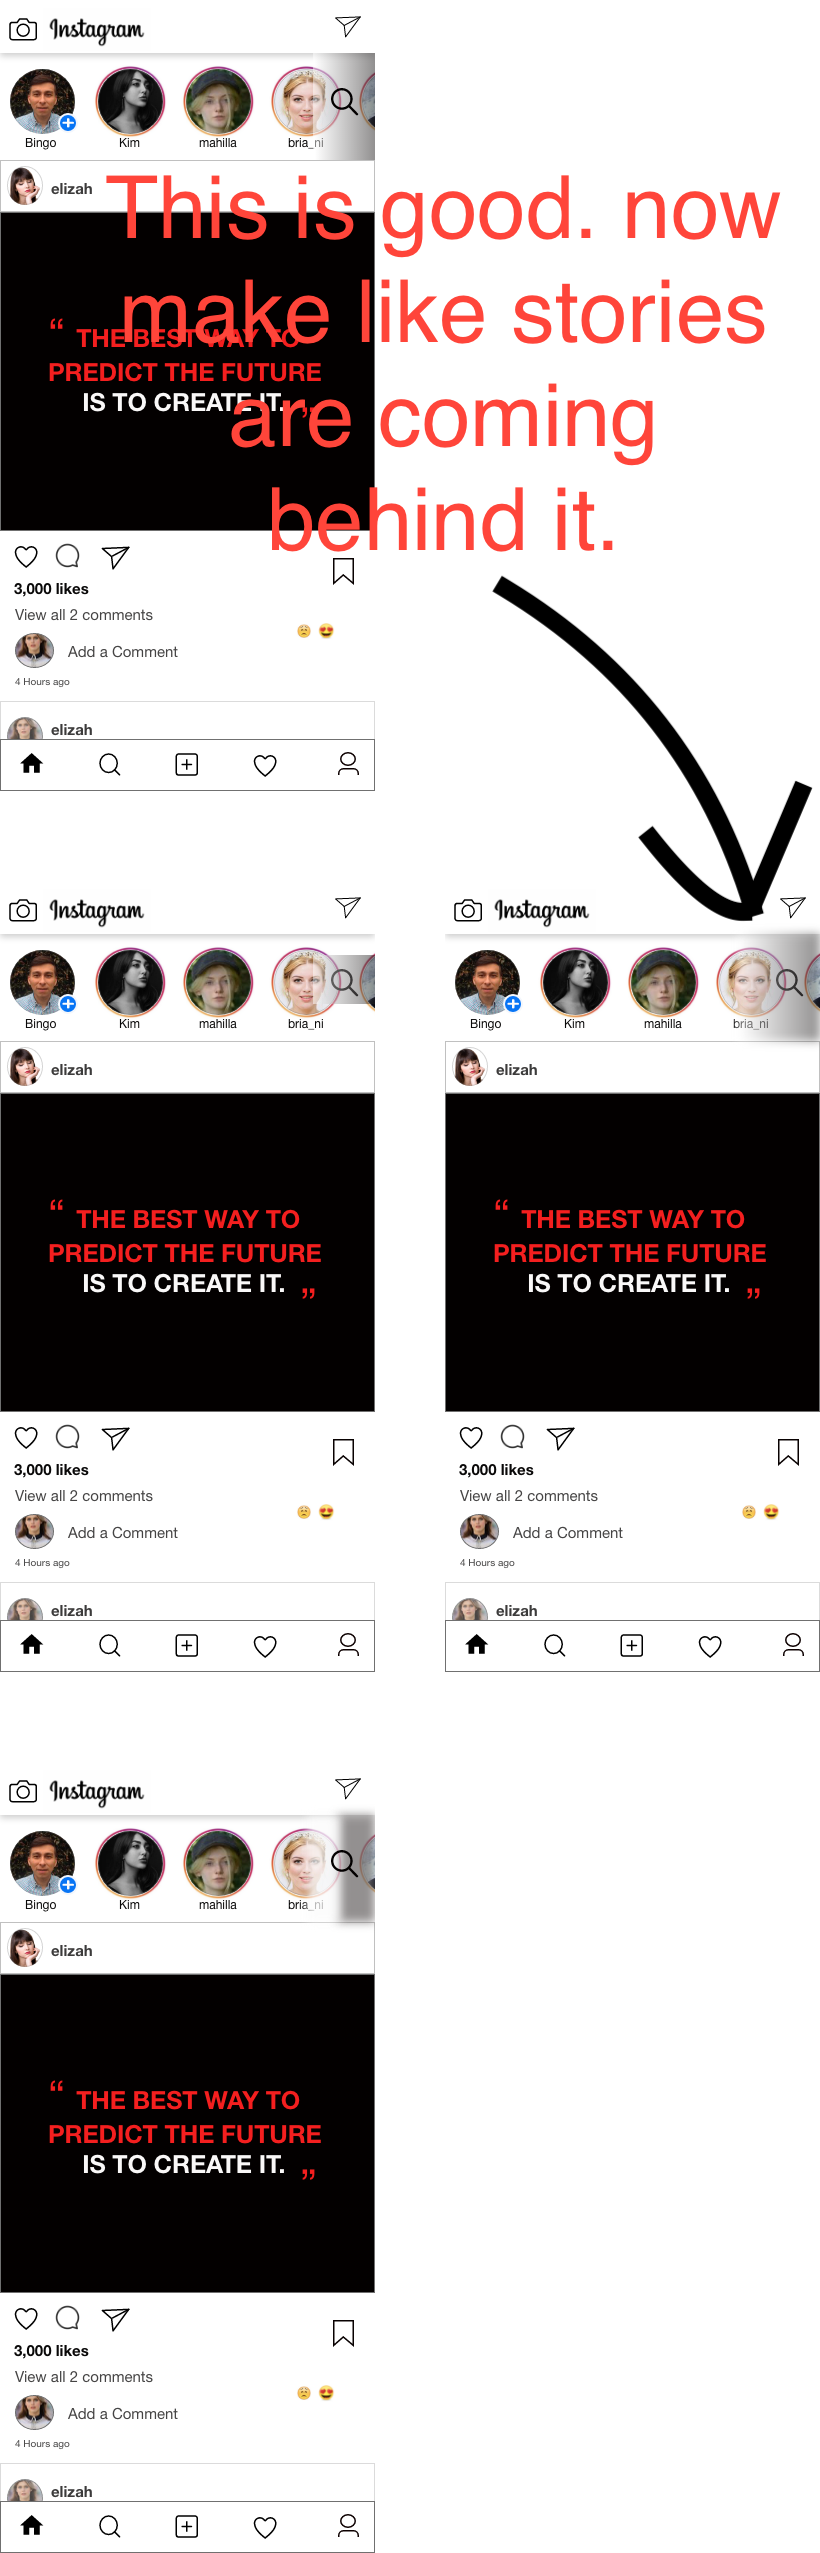 Instagram
Bingo
Kim
mahilla
bria_ni
elizah
This is good. now
make like stories
are coming
behind it.
“ THE BEST WAY TO
PREDICT THE FUTURE
IS TO CREATE IT. „
3,000 likes
View all 2 comments
Add a Comment
4 Hours ago
elizah
Instagram
Bingo
Kim
mahilla
bria_ni
elizah
“ THE BEST WAY TO
PREDICT THE FUTURE
IS TO CREATE IT. ”
3,000 likes
View all 2 comments
Add a Comment
4 Hours ago
elizah
Instagram
Bingo
Kim
mahilla
bria_ni
elizah
“ THE BEST WAY TO
PREDICT THE FUTURE
IS TO CREATE IT. ”
3,000 likes
View all 2 comments
Add a Comment
4 Hours ago
elizah
Instagram
Bingo
Kim
mahilla
bria_ni
elizah
“ THE BEST WAY TO
PREDICT THE FUTURE
IS TO CREATE IT. ”
3,000 likes
View all 2 comments
Add a Comment
4 Hours ago
elizah